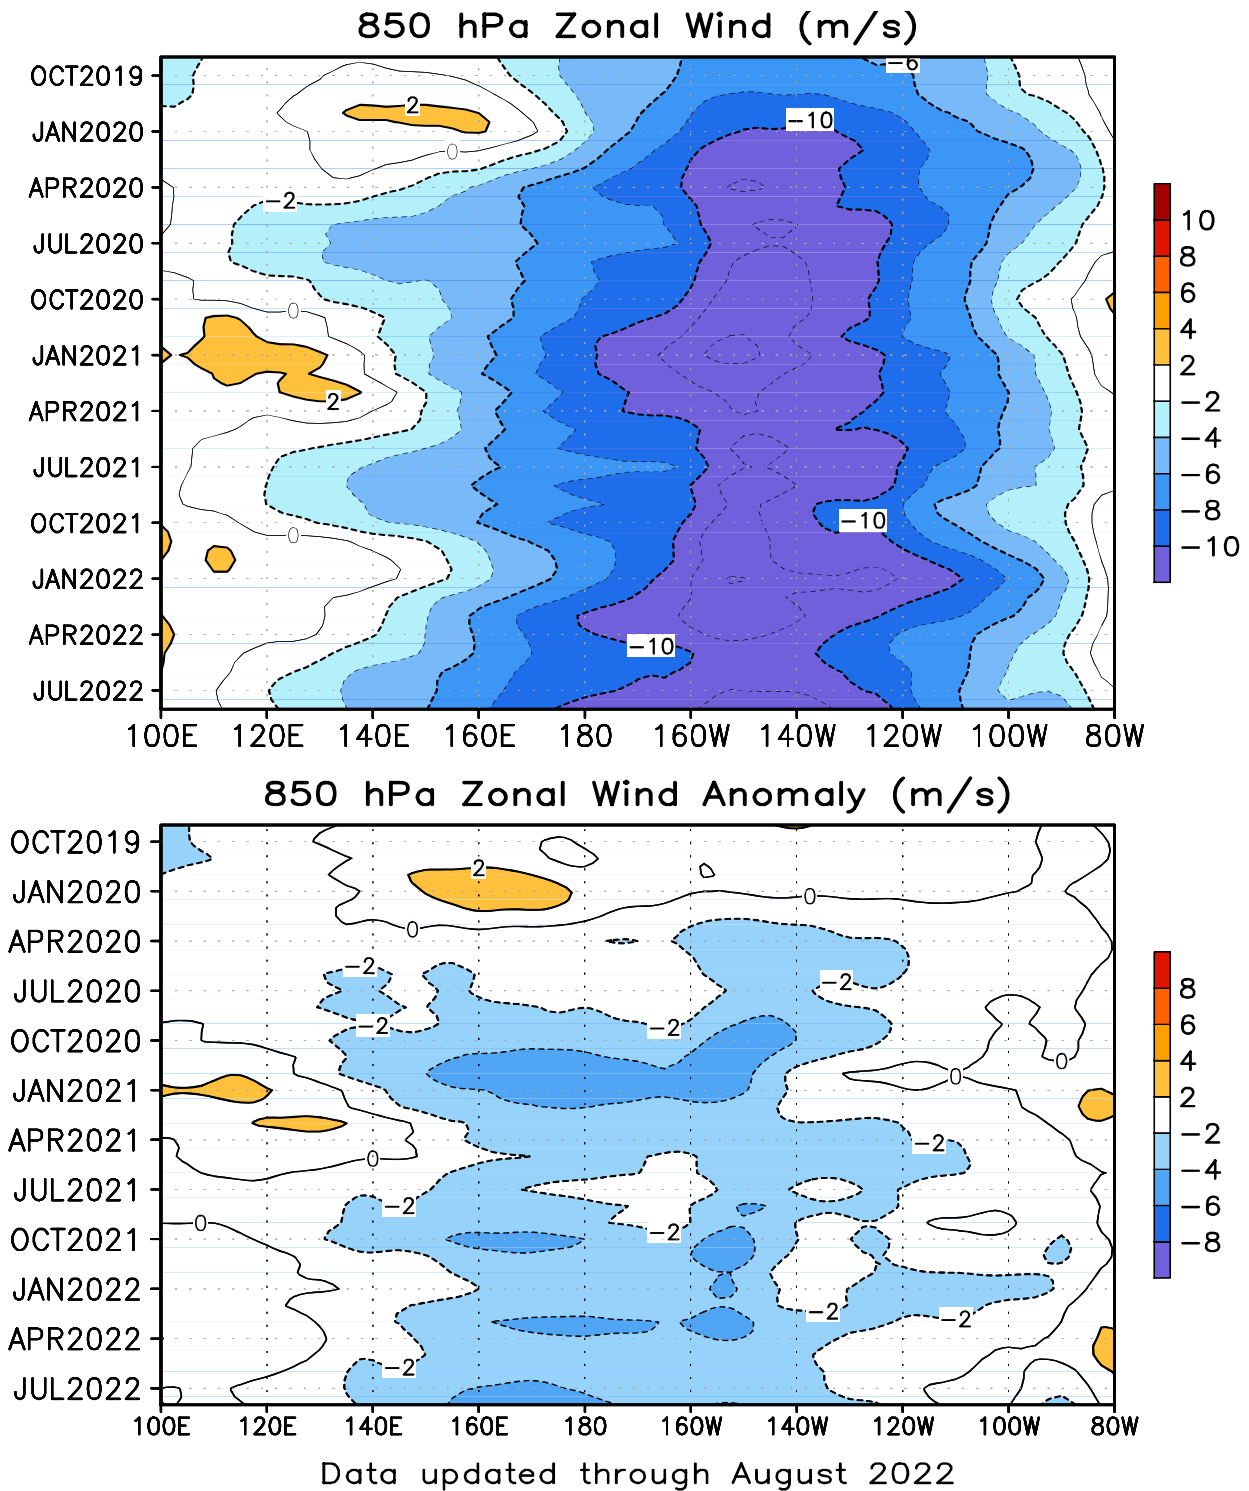 850 hPa Zonal Wind (m/s)
OCT2019
JAN2020
APR2020
JUL2020
OCT2020
JAN2021
APR2021
JUL2021
OCT2021
JAN2022
APR2022
JUL2022
−6
2
−10
0
−2
0
2
−10
0
−10
100E 120E 140E 160E 180 160W 140W 120W 100W 80W
10
8
6
4
2
−2
−4
−6
−8
−10
850 hPa Zonal Wind Anomaly (m/s)
OCT2019
JAN2020
APR2020
JUL2020
OCT2020
JAN2021
APR2021
JUL2021
OCT2021
JAN2022
APR2022
JUL2022
2
0
0
−2
−2
−2
−2
0
0
−2
0
−2
0
−2
−2
−2
−2
100E 120E 140E 160E 180 160W 140W 120W 100W 80W
8
6
4
2
−2
−4
−6
−8
Data updated through August 2022